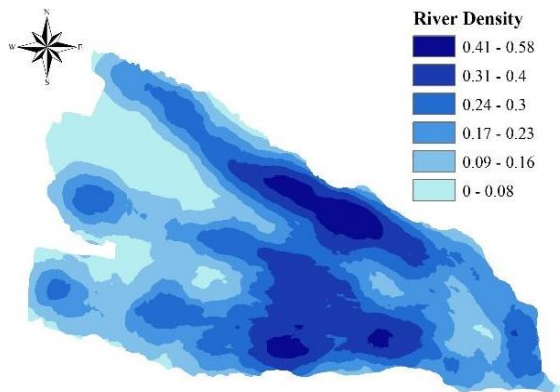 N
W E
S
River Density
0.41 - 0.58
0.31 - 0.4
0.24 - 0.3
0.17 - 0.23
0.09 - 0.16
0 - 0.08